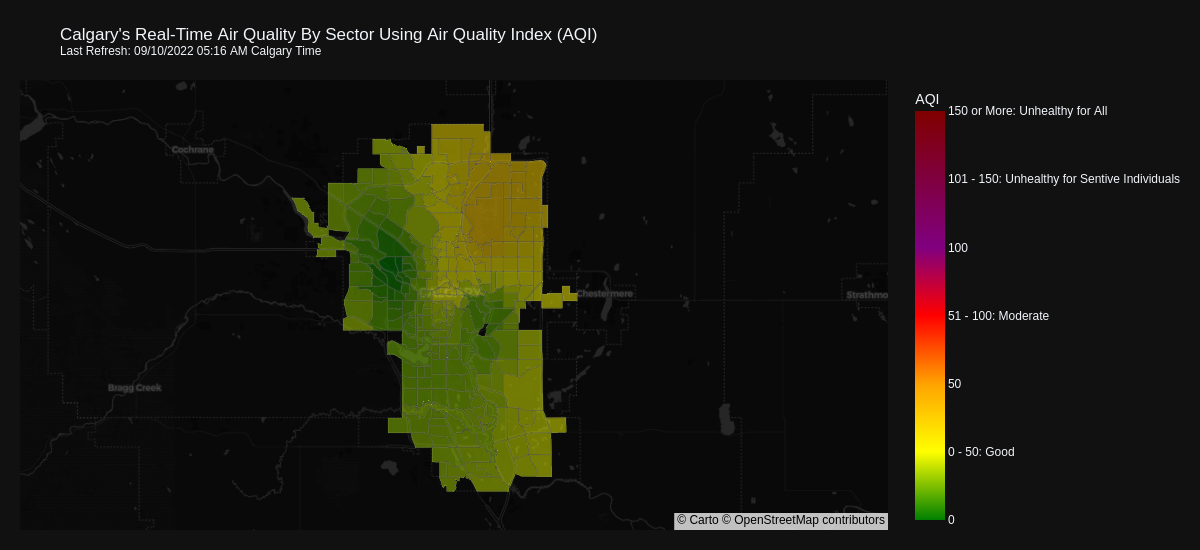 Calgary's Real-Time Air Quality By Sector Using Air Quality Index (AQI)
Last Refresh: 09/10/2022 05:16 AM Calgary Time
AQI
150 or More: Unhealthy for All
101 - 150: Unhealthy for Sentive Individuals
100
51 - 100: Moderate
50
0 - 50: Good
0
Cochrane
Chestermere
Strathmo
Bragg Creek
© Carto © OpenStreetMap contributors